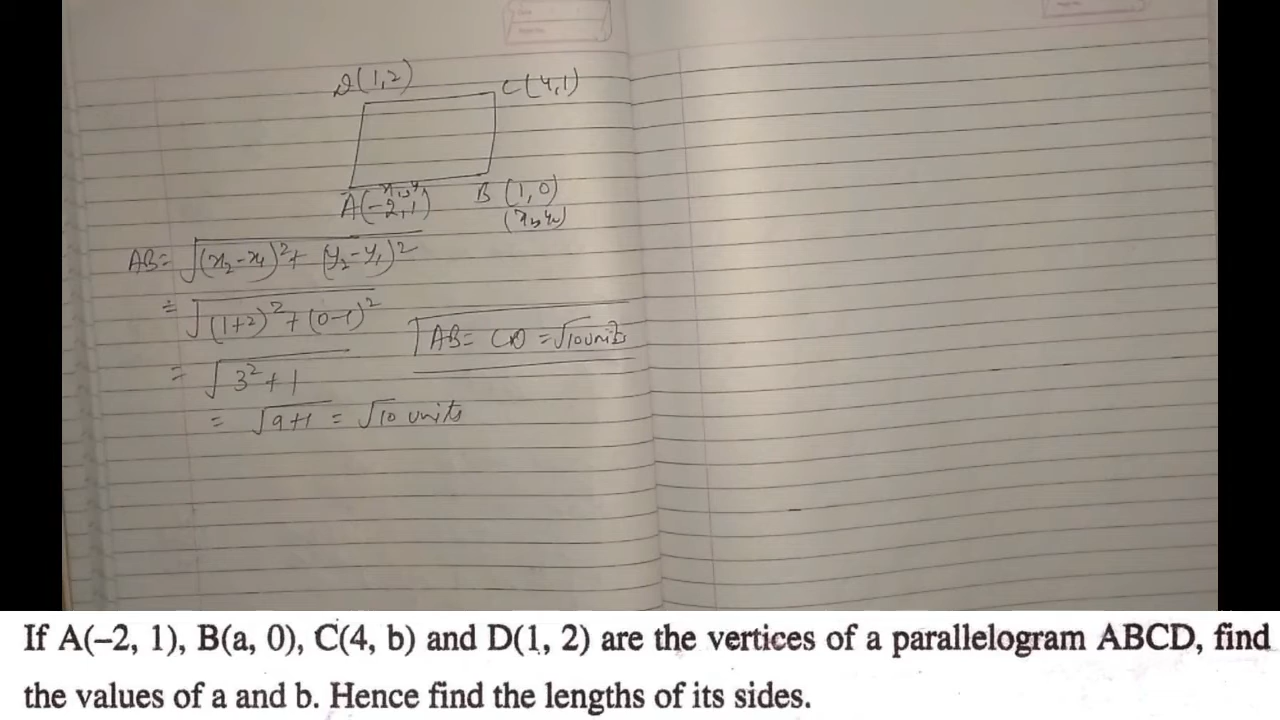 D(1,2)
C(4,1)
x₁, y₁
A(-2,1)
B (1,0)
(x₂, y₂)
AB= √(x₂-x₁)²+ (y₂-y₁)²
= √(1+2)²+(0-1)²
AB= CD =√10 units
= √3²+1
= √9+1 = √10 units
If A(–2, 1), B(a, 0), C(4, b) and D(1, 2) are the vertices of a parallelogram ABCD, find
the values of a and b. Hence find the lengths of its sides.